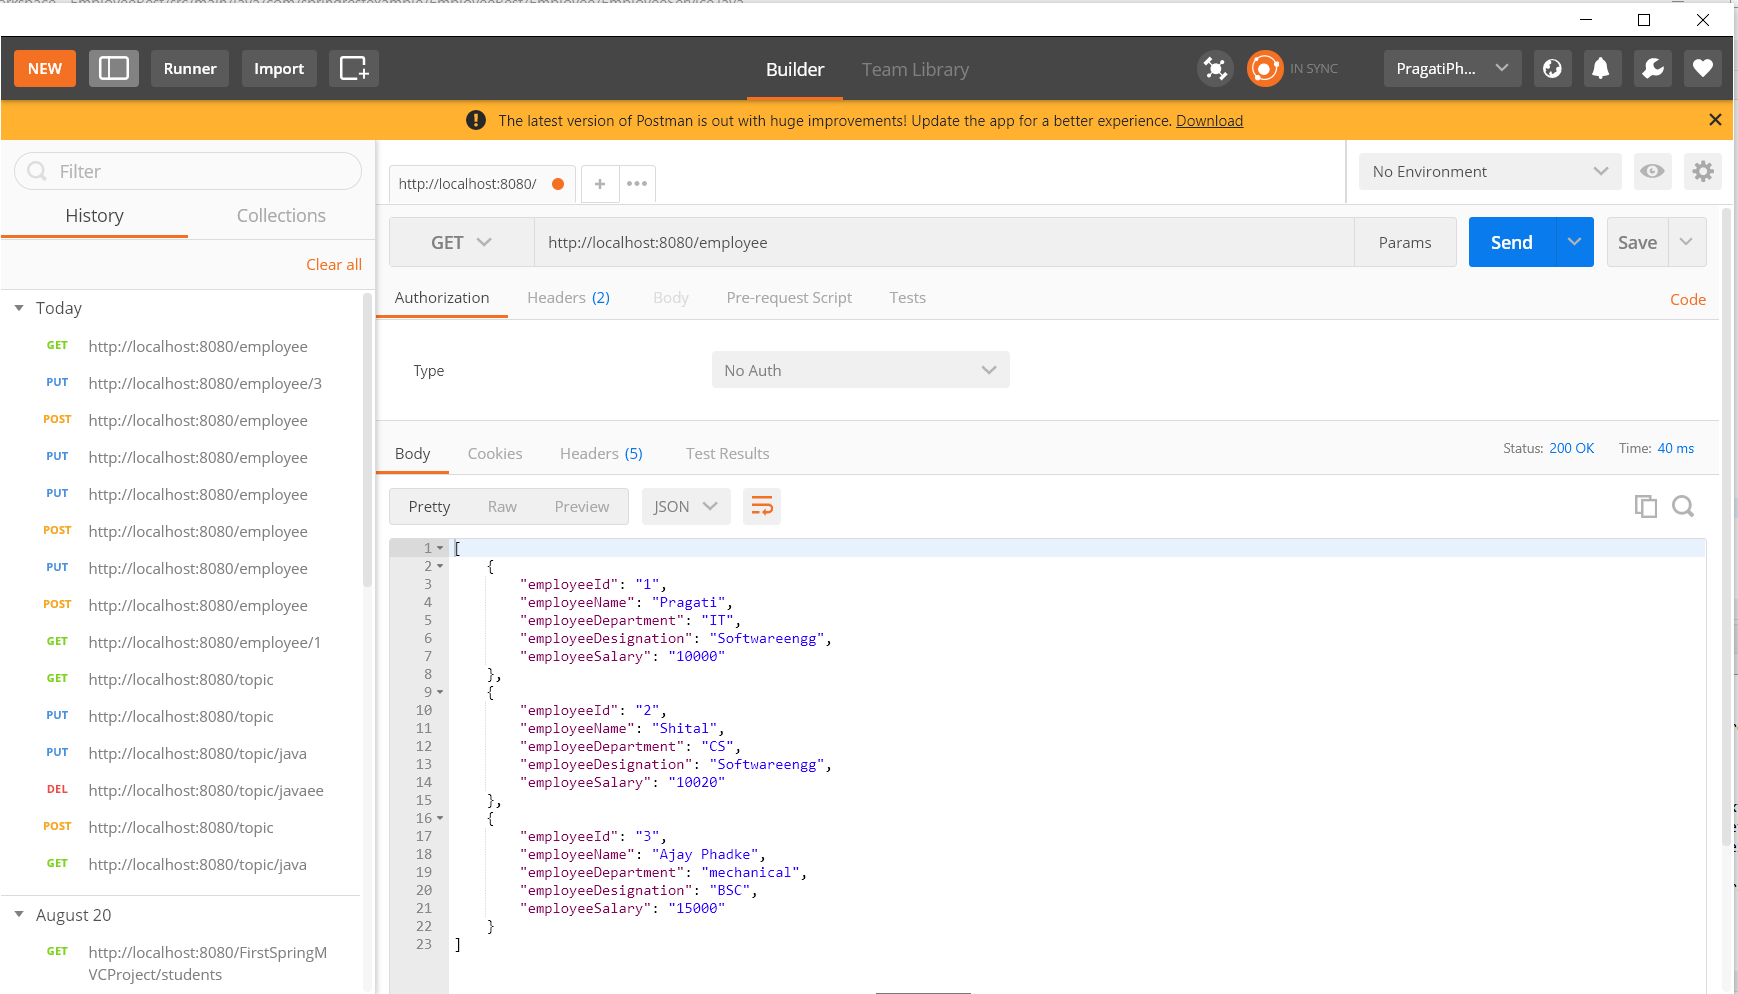 NEW Runner Import Builder Team Library IN SYNC PragatiPh...
The latest version of Postman is out with huge improvements! Update the app for a better experience. Download
Filter
History Collections
Clear all
Today
GET http://localhost:8080/employee
PUT http://localhost:8080/employee/3
POST http://localhost:8080/employee
PUT http://localhost:8080/employee
PUT http://localhost:8080/employee
POST http://localhost:8080/employee
PUT http://localhost:8080/employee
POST http://localhost:8080/employee
GET http://localhost:8080/employee/1
GET http://localhost:8080/topic
PUT http://localhost:8080/topic
PUT http://localhost:8080/topic/java
DEL http://localhost:8080/topic/javaee
POST http://localhost:8080/topic
GET http://localhost:8080/topic/java
August 20
GET http://localhost:8080/FirstSpringM
VCProject/students
http://localhost:8080/ + ••• No Environment
GET http://localhost:8080/employee Params Send Save
Authorization Headers (2) Body Pre-request Script Tests Code
Type No Auth
Body Cookies Headers (5) Test Results Status: 200 OK Time: 40 ms
Pretty Raw Preview JSON
1 [
2 {
3 "employeeId": "1",
4 "employeeName": "Pragati",
5 "employeeDepartment": "IT",
6 "employeeDesignation": "Softwareengg",
7 "employeeSalary": "10000"
8 },
9 {
10 "employeeId": "2",
11 "employeeName": "Shital",
12 "employeeDepartment": "CS",
13 "employeeDesignation": "Softwareengg",
14 "employeeSalary": "10020"
15 },
16 {
17 "employeeId": "3",
18 "employeeName": "Ajay Phadke",
19 "employeeDepartment": "mechanical",
20 "employeeDesignation": "BSC",
21 "employeeSalary": "15000"
22 }
23 ]